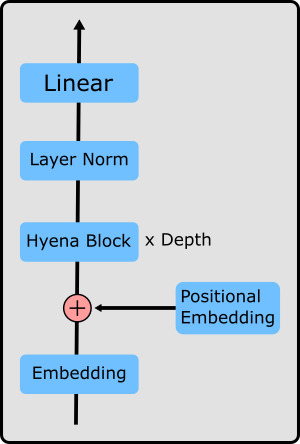 Linear
Layer Norm
Hyena Block
x Depth
+
Positional
Embedding
Embedding